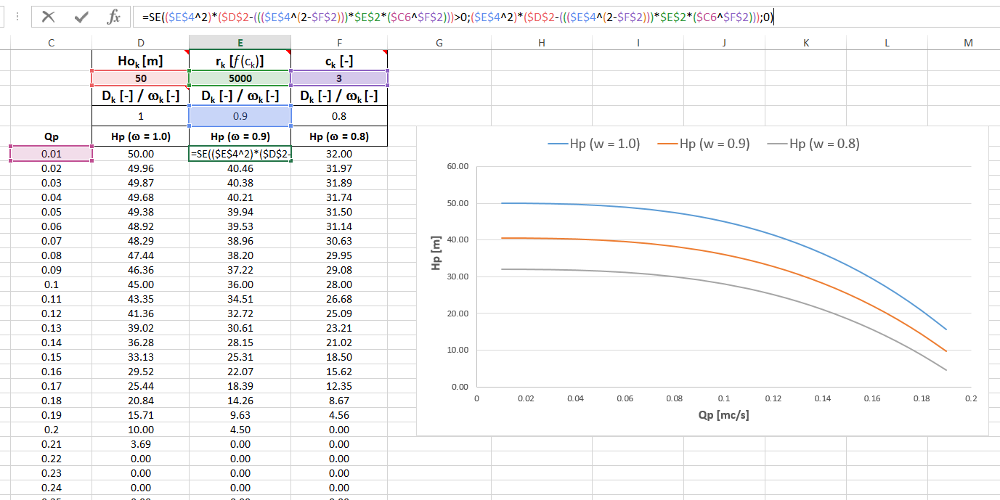 =SE(($E$4^2)*($D$2-((($E$4^(2-$F$2)))*$E$2*($C6^$F$2)))>0;($E$4^2)*($D$2-((($E$4^(2-$F$2)))*$E$2*($C6^$F$2)));0)
C D E F G H I J K L M
Hok [m] rk [f(ck)] ck [-]
50 5000 3
Dk [-] / ωk [-] Dk [-] / ωk [-] Dk [-] / ωk [-]
1 0.9 0.8
Qp Hp (ω = 1.0) Hp (ω = 0.9) Hp (ω = 0.8)
0.01 50.00 =SE(($E$4^2)*($D$2- 32.00
0.02 49.96 40.46 31.97
0.03 49.87 40.38 31.89
0.04 49.68 40.21 31.74
0.05 49.38 39.94 31.50
0.06 48.92 39.53 31.14
0.07 48.29 38.96 30.63
0.08 47.44 38.20 29.95
0.09 46.36 37.22 29.08
0.1 45.00 36.00 28.00
0.11 43.35 34.51 26.68
0.12 41.36 32.72 25.09
0.13 39.02 30.61 23.21
0.14 36.28 28.15 21.02
0.15 33.13 25.31 18.50
0.16 29.52 22.07 15.62
0.17 25.44 18.39 12.35
0.18 20.84 14.26 8.67
0.19 15.71 9.63 4.56
0.2 10.00 4.50 0.00
0.21 3.69 0.00 0.00
0.22 0.00 0.00 0.00
0.23 0.00 0.00 0.00
0.24 0.00 0.00 0.00
Hp (w = 1.0) Hp (w = 0.9) Hp (w = 0.8)
60.00
50.00
40.00
30.00
20.00
10.00
0.00
Hp [m]
0 0.02 0.04 0.06 0.08 0.1 0.12 0.14 0.16 0.18 0.2
Qp [mc/s]